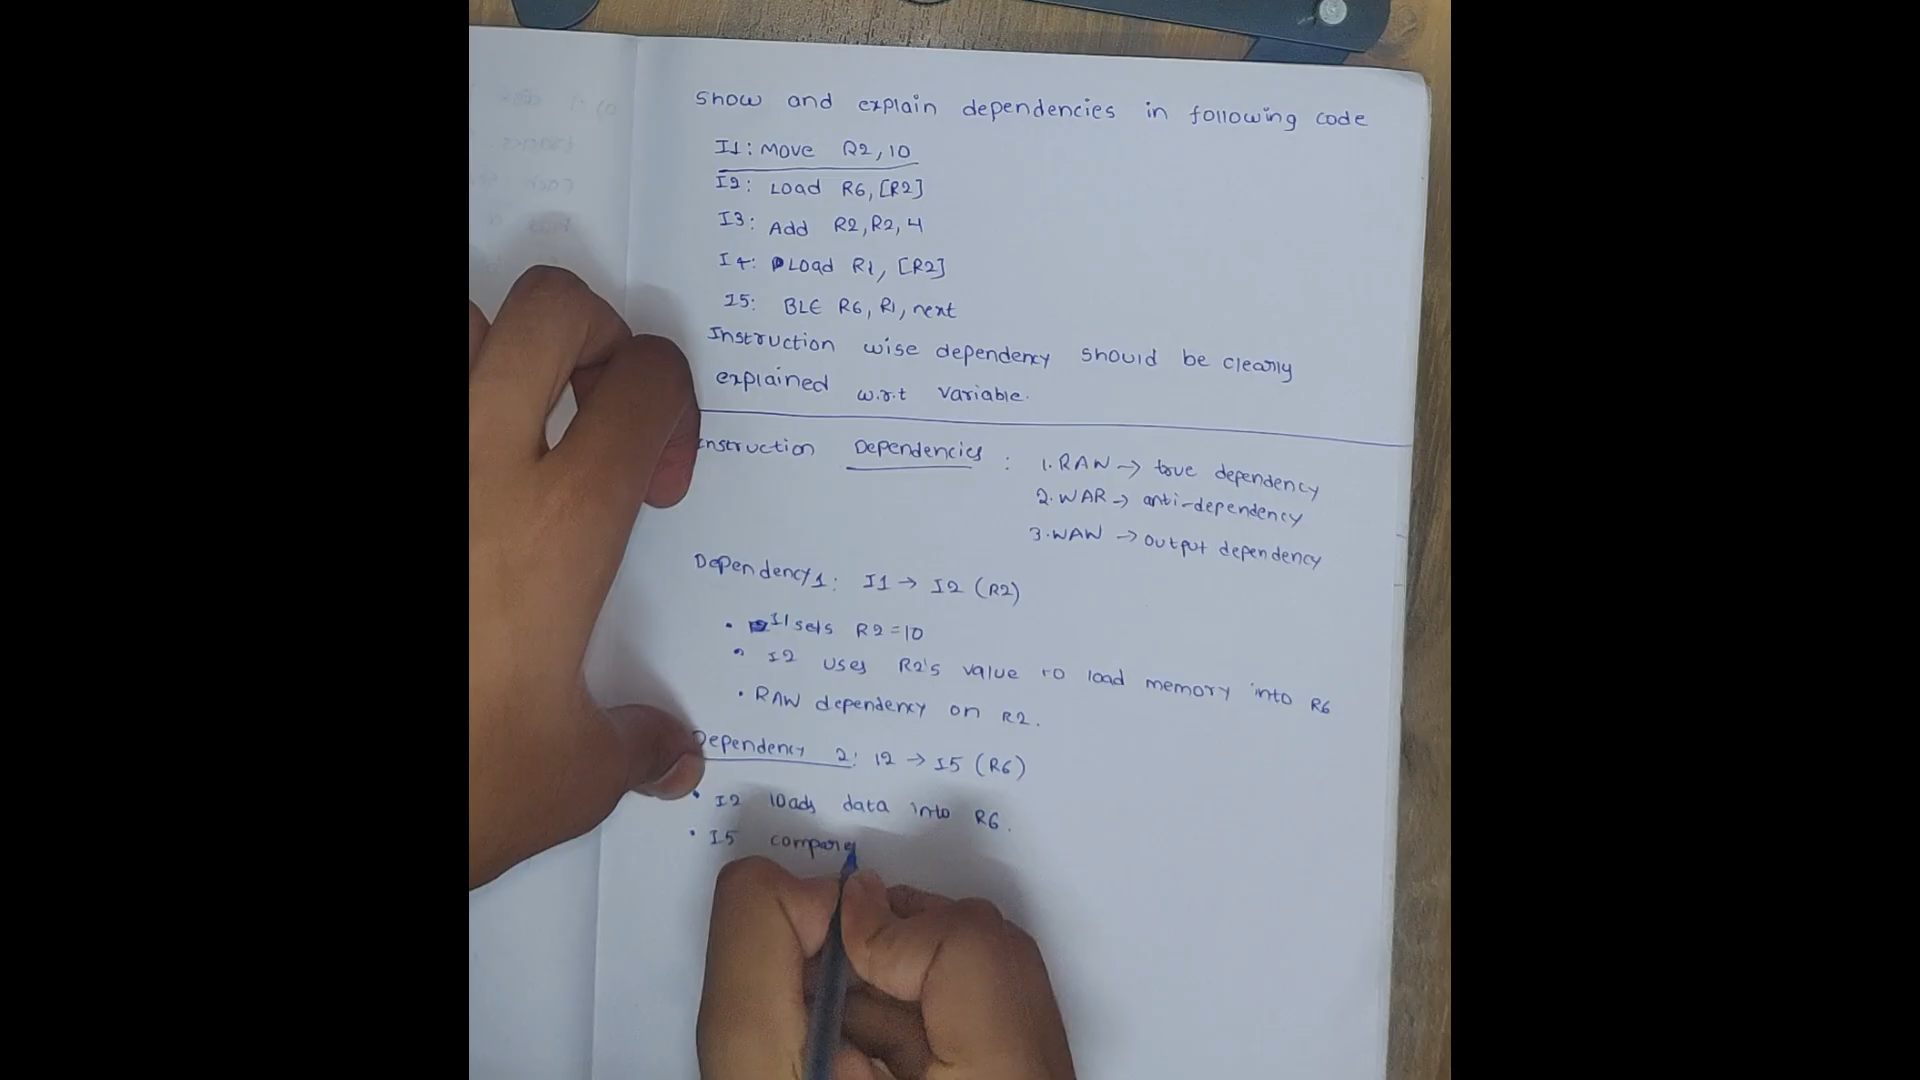 Show and explain dependencies in following code
I1: Move R2, 10
I2: Load R6, [R2]
I3: Add R2, R2, 4
I4: Load R1, [R2]
I5: BLE R6, R1, next
Instruction wise dependency should be clearly
explained w.r.t variable.
Instruction Dependencies : 1. RAW → true dependency
2. WAR → anti-dependency
3. WAW → output dependency
Dependency 1: I1 → I2 (R2)
• I1 sets R2 = 10
• I2 uses R2's value to load memory into R6
• RAW dependency on R2.
Dependency 2: I2 → I5 (R6)
• I2 loads data into R6.
• I5 compare